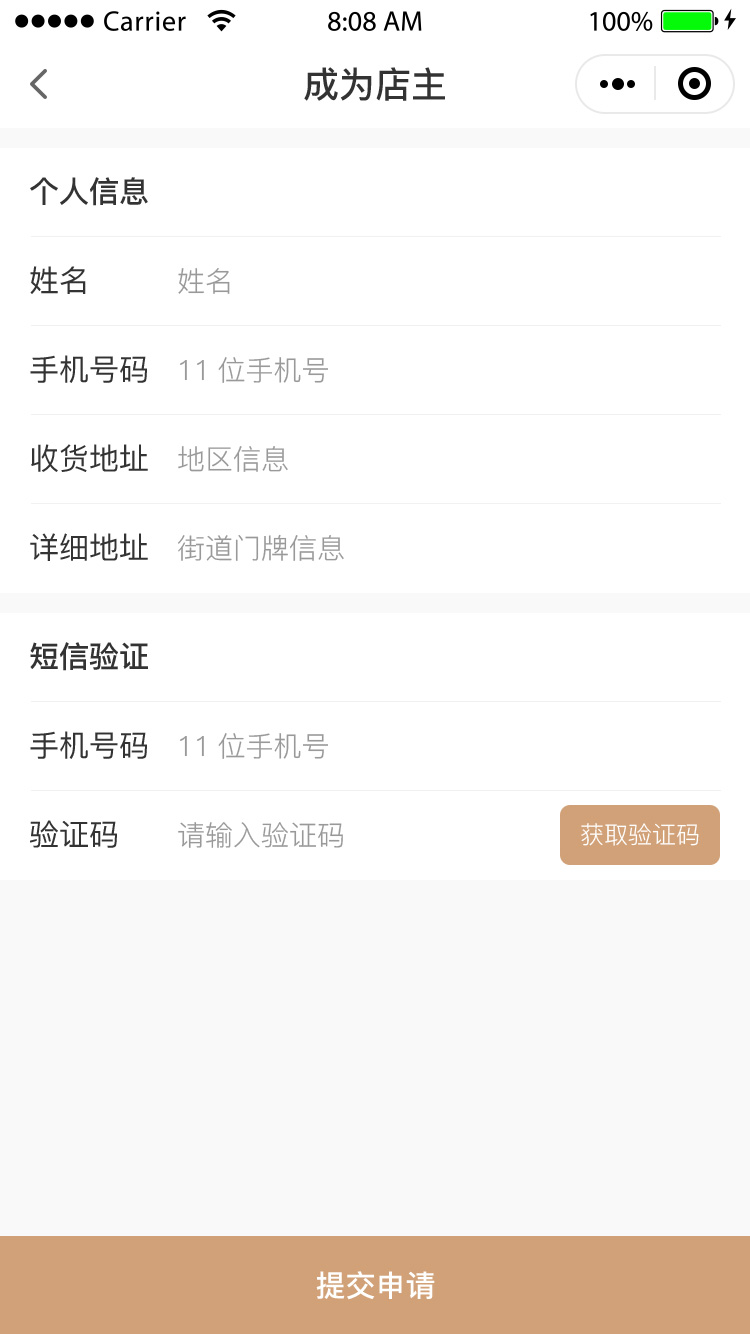 Carrier 8:08 AM 100%
成为店主
个人信息
姓名 姓名
手机号码 11 位手机号
收货地址 地区信息
详细地址 街道门牌信息
短信验证
手机号码 11 位手机号
验证码 请输入验证码 获取验证码
提交申请